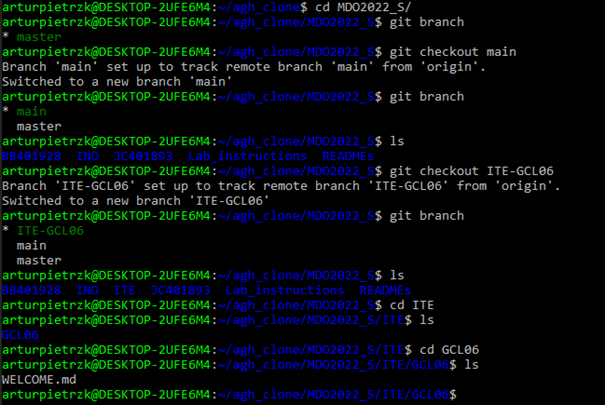 arturpietrzk@DESKTOP-2UFE6M4:~/agh_clone$ cd MDO2022_S/
arturpietrzk@DESKTOP-2UFE6M4:~/agh_clone/MDO2022_S$ git branch
* master
arturpietrzk@DESKTOP-2UFE6M4:~/agh_clone/MDO2022_S$ git checkout main
Branch 'main' set up to track remote branch 'main' from 'origin'.
Switched to a new branch 'main'
arturpietrzk@DESKTOP-2UFE6M4:~/agh_clone/MDO2022_S$ git branch
* main
  master
arturpietrzk@DESKTOP-2UFE6M4:~/agh_clone/MDO2022_S$ ls
BB401928  INO  JC401893  Lab_instructions  READMEs
arturpietrzk@DESKTOP-2UFE6M4:~/agh_clone/MDO2022_S$ git checkout ITE-GCL06
Branch 'ITE-GCL06' set up to track remote branch 'ITE-GCL06' from 'origin'.
Switched to a new branch 'ITE-GCL06'
arturpietrzk@DESKTOP-2UFE6M4:~/agh_clone/MDO2022_S$ git branch
* ITE-GCL06
  main
  master
arturpietrzk@DESKTOP-2UFE6M4:~/agh_clone/MDO2022_S$ ls
BB401928  INO  ITE  JC401893  Lab_instructions  READMEs
arturpietrzk@DESKTOP-2UFE6M4:~/agh_clone/MDO2022_S$ cd ITE
arturpietrzk@DESKTOP-2UFE6M4:~/agh_clone/MDO2022_S/ITE$ ls
GCL06
arturpietrzk@DESKTOP-2UFE6M4:~/agh_clone/MDO2022_S/ITE$ cd GCL06
arturpietrzk@DESKTOP-2UFE6M4:~/agh_clone/MDO2022_S/ITE/GCL06$ ls
WELCOME.md
arturpietrzk@DESKTOP-2UFE6M4:~/agh_clone/MDO2022_S/ITE/GCL06$